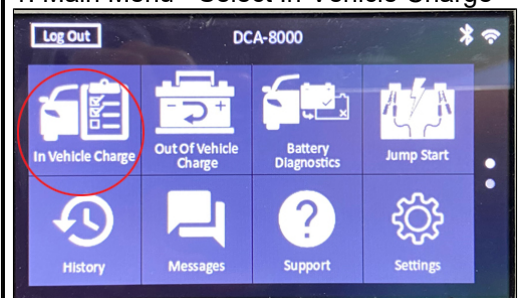 1. Main Menu - Select In-Vehicle Charge
Log Out
DCA-8000
In Vehicle Charge
Out Of Vehicle
Charge
Battery
Diagnostics
Jump Start
History
Messages
Support
Settings